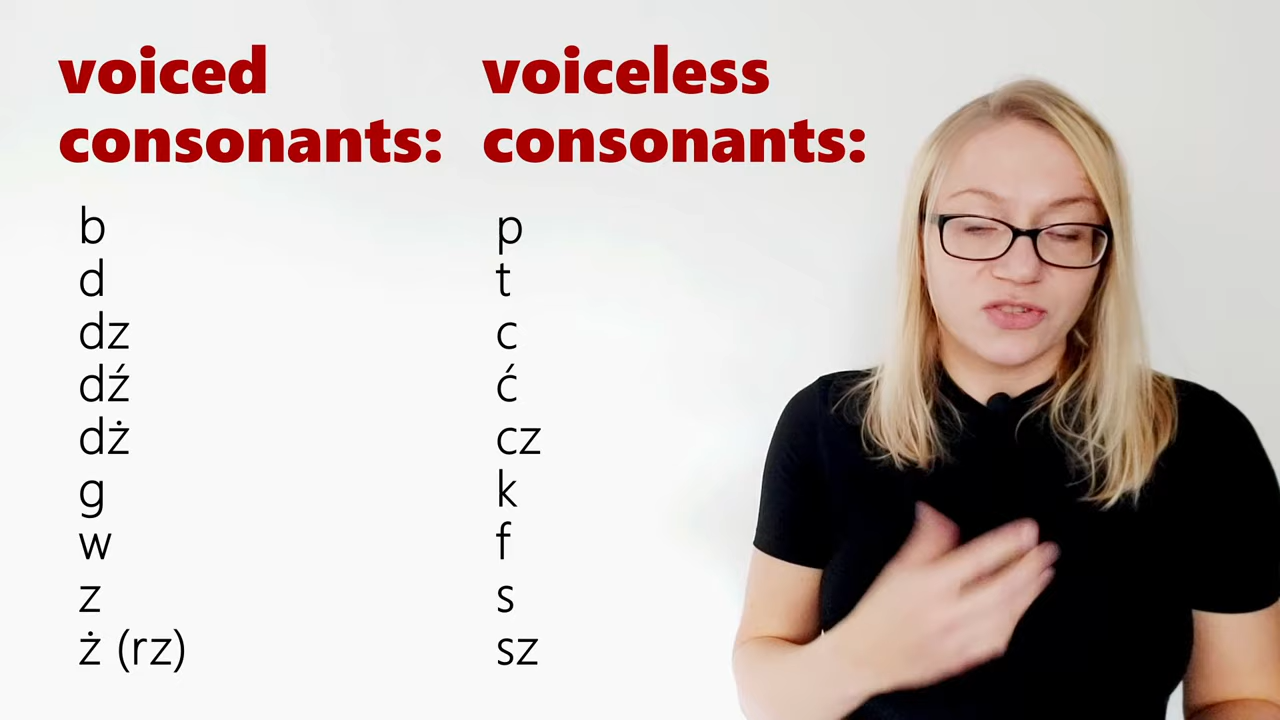 voiced
consonants:
b
d
dz
dź
dż
g
w
z
ż (rz)
voiceless
consonants:
p
t
c
ć
cz
k
f
s
sz